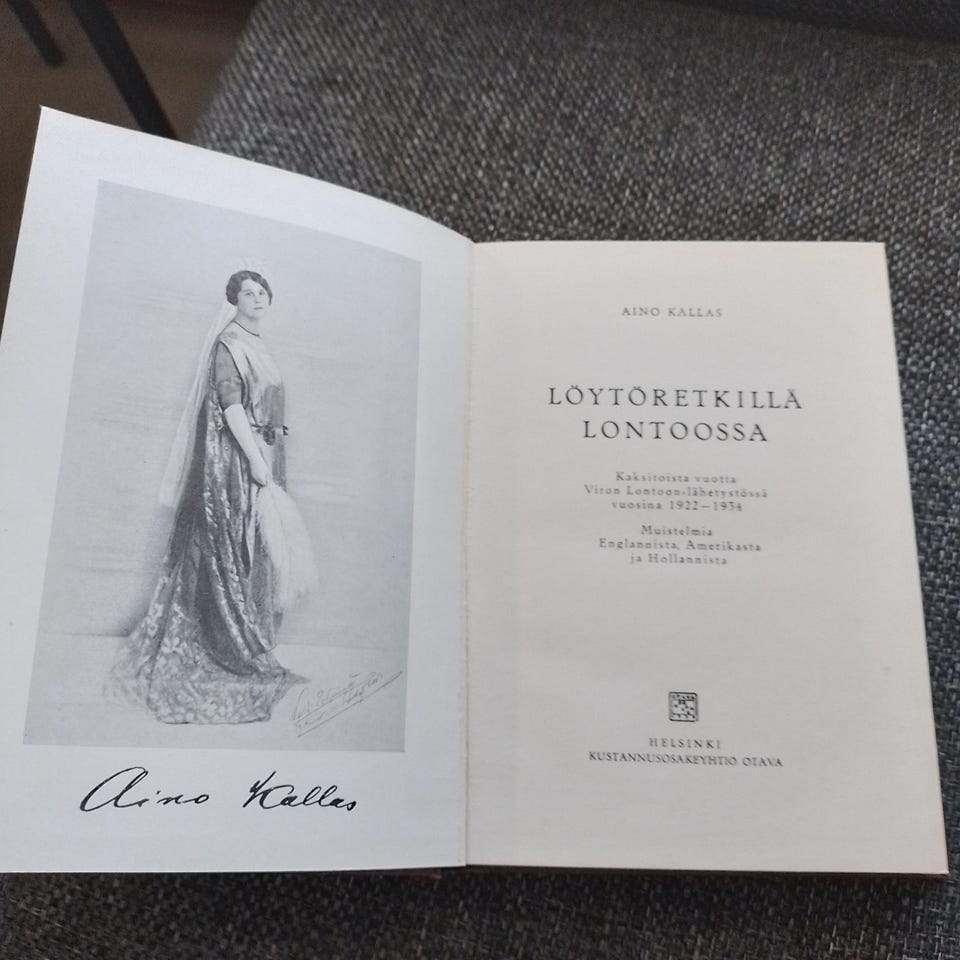 Aino Kallas
AINO KALLAS
LÖYTÖRETKILLÄ
LONTOOSSA
Kaksitoista vuotta
Viron Lontoon-lähetystössä
vuosina 1922—1934
Muistelmia
Englannista, Amerikasta
ja Hollannista
HELSINKI
KUSTANNUSOSAKEYHTIÖ OTAVA